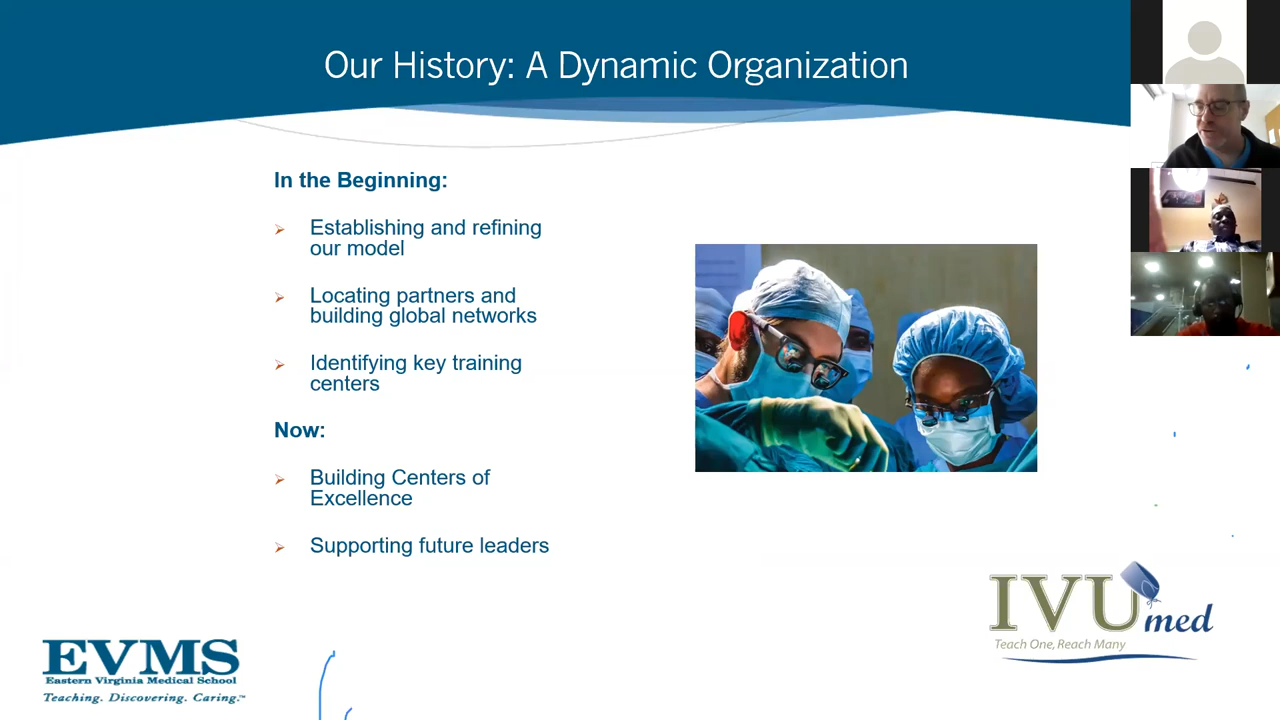 Our History: A Dynamic Organization
In the Beginning:
Establishing and refining
our model
Locating partners and
building global networks
Identifying key training
centers
Now:
Building Centers of
Excellence
Supporting future leaders
IVUmed
Teach One, Reach Many
EVMS
Eastern Virginia Medical School
Teaching. Discovering. Caring.™